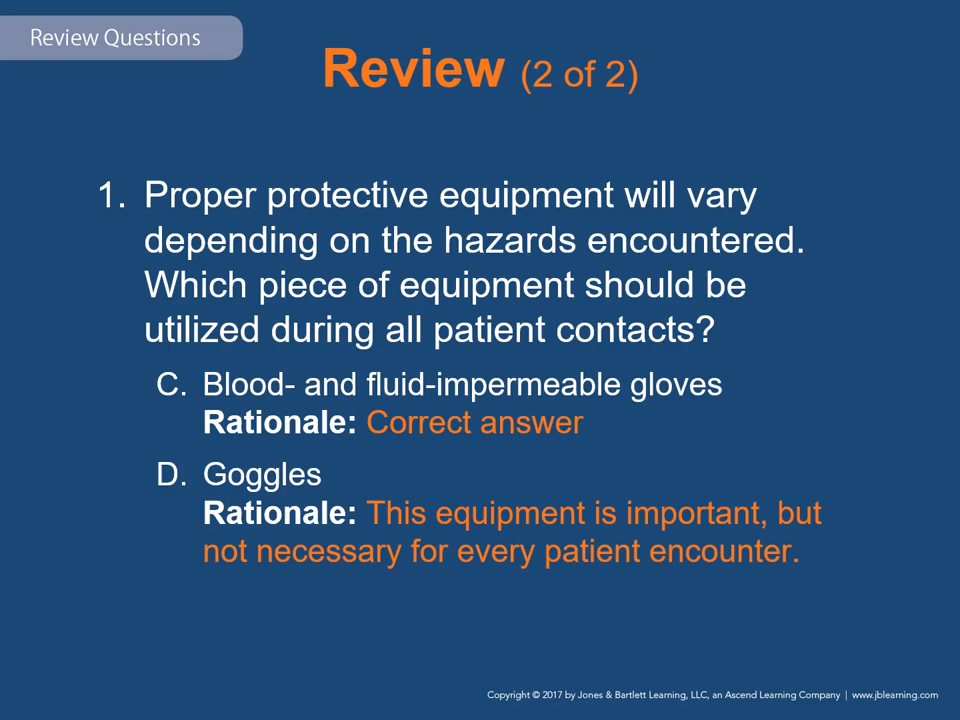 Review Questions
Review (2 of 2)
1. Proper protective equipment will vary
depending on the hazards encountered.
Which piece of equipment should be
utilized during all patient contacts?
C. Blood- and fluid-impermeable gloves
Rationale: Correct answer
D. Goggles
Rationale: This equipment is important, but
not necessary for every patient encounter.
Copyright © 2017 by Jones & Bartlett Learning, LLC, an Ascend Learning Company | www.jblearning.com